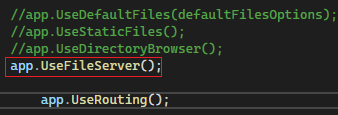 //app.UseDefaultFiles(defaultFilesOptions);
//app.UseStaticFiles();
//app.UseDirectoryBrowser();
app.UseFileServer();
app.UseRouting();